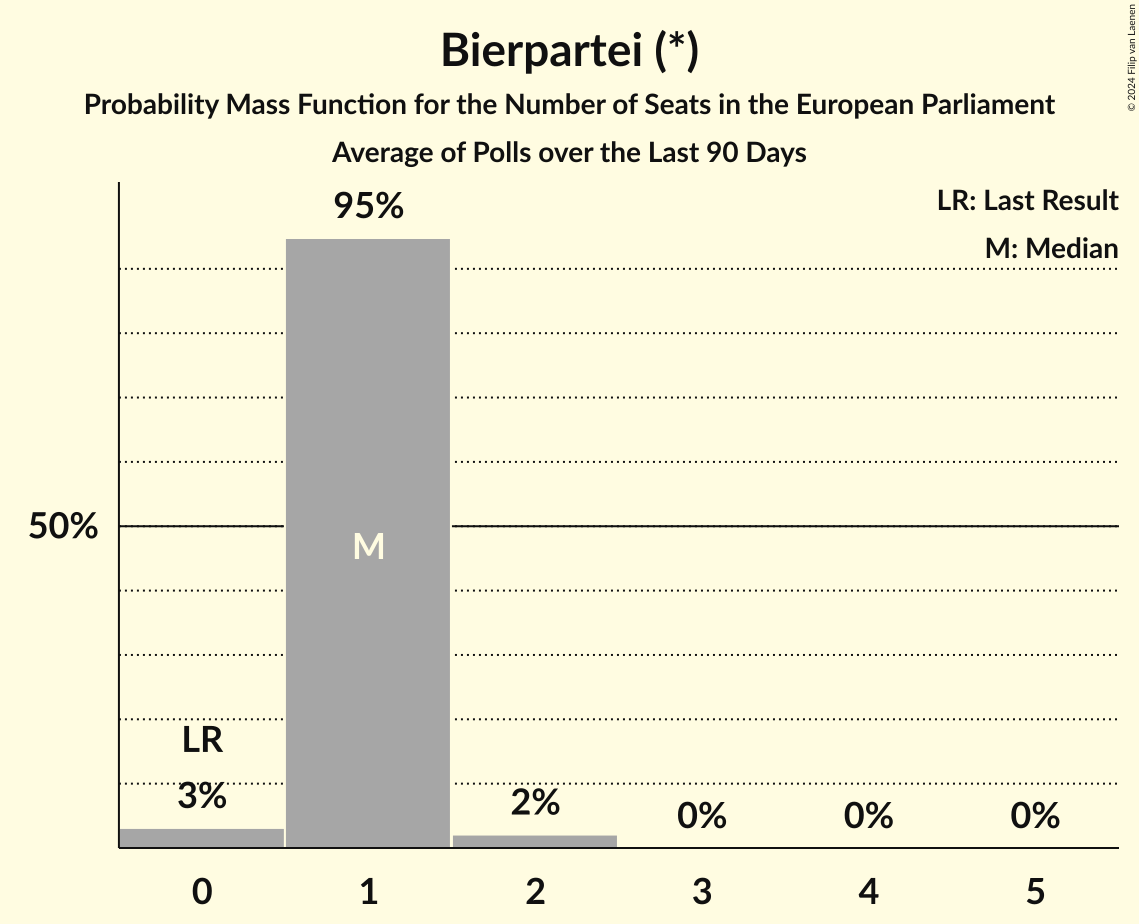 Bierpartei (*)
Probability Mass Function for the Number of Seats in the European Parliament
Average of Polls over the Last 90 Days
© 2024 Filip van Laenen
LR: Last Result
M: Median
95%
50%
M
LR
3%
2%
0%
0%
0%
0
1
2
3
4
5